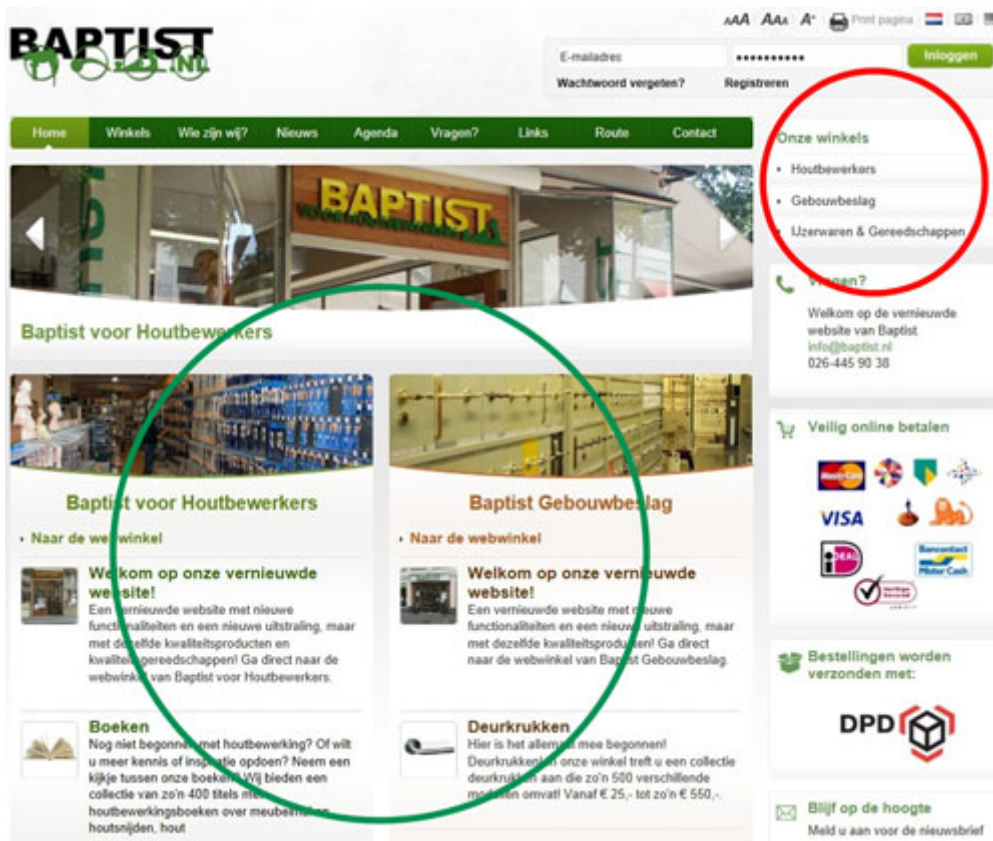 BAPTIST
.NL
AAA AAA A+ Print pagina
E-mailadres •••••••••• Inloggen
Wachtwoord vergeten? Registreren
Home Winkels Wie zijn wij? Nieuws Agenda Vragen? Links Route Contact
BAPTIST
Baptist voor Houtbewerkers
Baptist voor Houtbewerkers
Naar de webwinkel
Welkom op onze vernieuwde
website!
Een vernieuwde website met nieuwe
functionaliteiten en een nieuwe uitstraling, maar
met dezelfde kwaliteitsproducten en
kwaliteitsgereedschappen! Ga direct naar de
webwinkel van Baptist voor Houtbewerkers.
Boeken
Nog niet begonnen met houtbewerking? Of wilt
u meer kennis of inspiratie opdoen? Neem een
kijkje tussen onze boeken! Wij bieden een
collectie van zo'n 400 titels met
houtbewerkingsboeken over meubelmaken,
houtsnijden, hout
Baptist Gebouwbeslag
Naar de webwinkel
Welkom op onze vernieuwde
website!
Een vernieuwde website met nieuwe
functionaliteiten en een nieuwe uitstraling, maar
met dezelfde kwaliteitsproducten! Ga direct
naar de webwinkel van Baptist Gebouwbeslag.
Deurkrukken
Hier is het allemaal mee begonnen!
Deurkrukken! In onze winkel treft u een collectie
deurkrukken aan die zo'n 500 verschillende
modellen omvat! Vanaf € 25,- tot zo'n € 550,-.
Onze winkels
Houtbewerkers
Gebouwbeslag
IJzerwaren & Gereedschappen
Vragen?
Welkom op de vernieuwde
website van Baptist
info@baptist.nl
026-445 90 38
Veilig online betalen
MasterCard
VISA
iDEAL
Bancontact
Mister Cash
Bestellingen worden
verzonden met:
DPD
Blijf op de hoogte
Meld u aan voor de nieuwsbrief